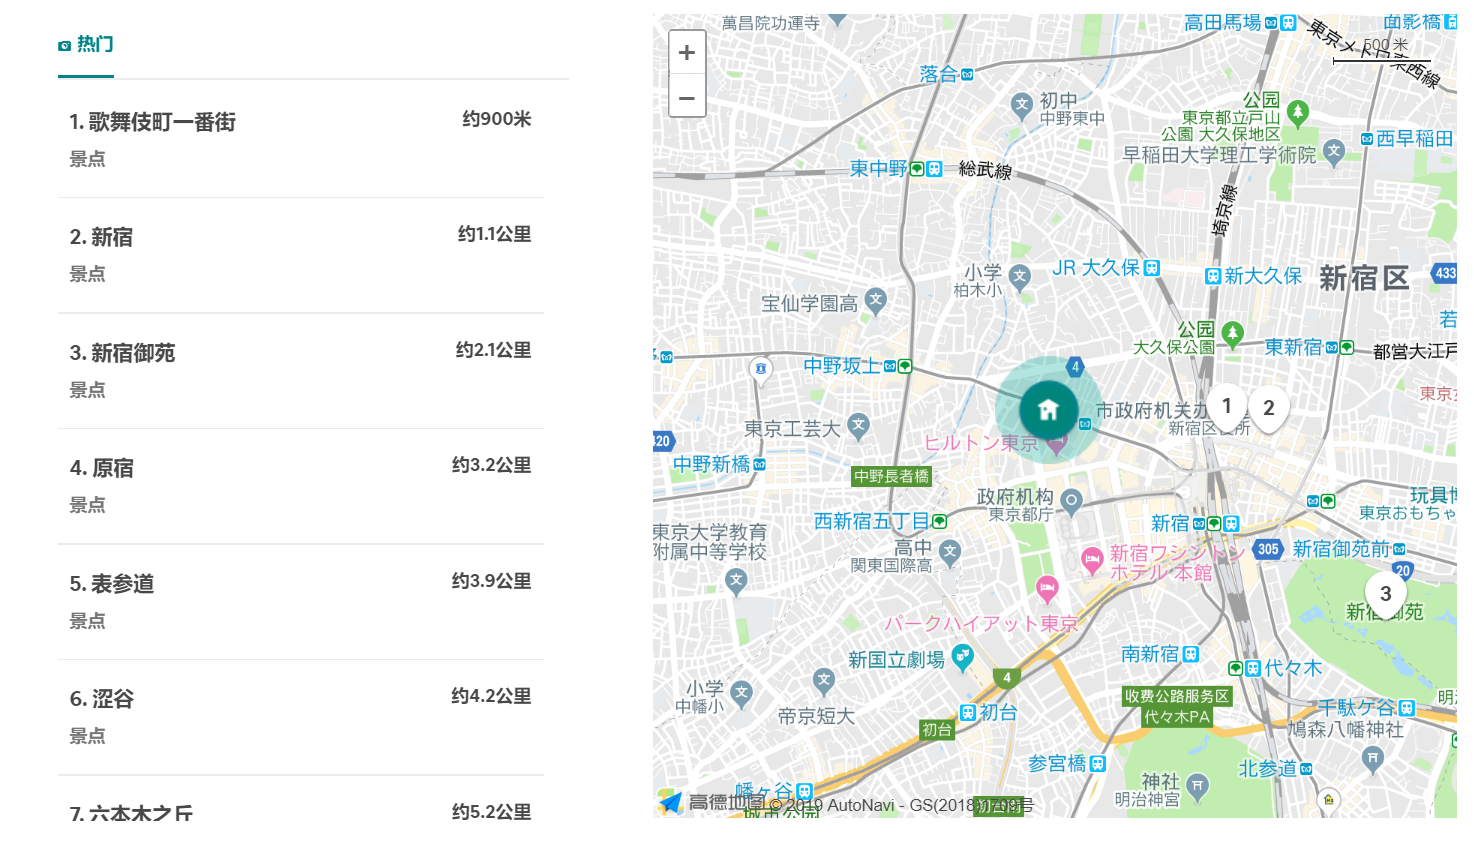 热门
1. 歌舞伎町一番街
约900米
景点
2. 新宿
约1.1公里
景点
3. 新宿御苑
约2.1公里
景点
4. 原宿
约3.2公里
景点
5. 表参道
约3.9公里
景点
6. 涩谷
约4.2公里
景点
7. 六本木之丘
约5.2公里
+
−
萬昌院功運寺
高田馬場
面影橋
東京メトロ東西線
500 米
落合
初中
中野東中
公园
東京都立戸山
公園 大久保地区
西早稲田
早稲田大学理工学術院
東中野
総武線
埼京線
小学
柏木小
JR 大久保
新大久保
新宿区
433
宝仙学園高
公园
大久保公園
若
東新宿
都営大江戸
中野坂上
4
市政府机关办
新宿区役所
1
2
東京女
東京工芸大
ヒルトン東京
420
中野新橋
中野長者橋
政府机构
東京都庁
玩具博
東京おもちゃ
西新宿五丁目
新宿
東京大学教育
附属中等学校
高中
関東国際高
新宿ワシントン
ホテル 本館
305
新宿御苑前
20
3
新宿御苑
パークハイアット東京
新国立劇場
南新宿
代々木
4
小学
中幡小
帝京短大
初台
初台
收费公路服务区
代々木PA
千駄ケ谷
明治
鳩森八幡神社
参宮橋
北参道
神社
明治神宮
幡ヶ谷
高德地图
© 2019 AutoNavi - GS(2018)1709号
城市公园
初台南